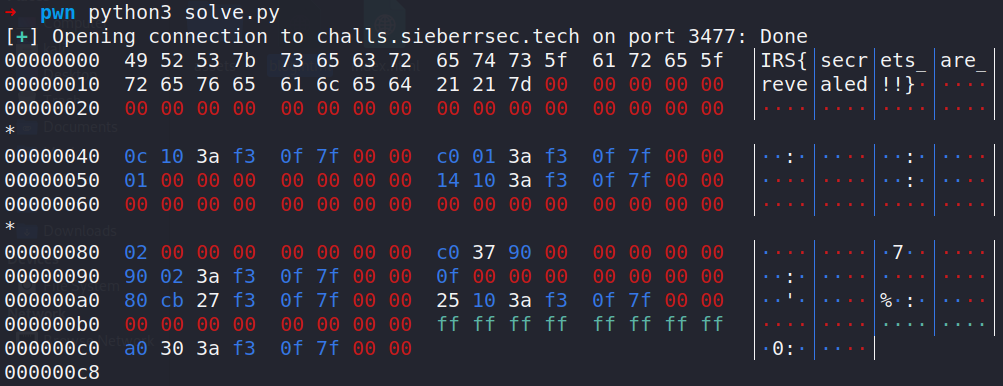 ➜ pwn python3 solve.py
[+] Opening connection to challs.sieberrsec.tech on port 3477: Done
00000000 49 52 53 7b 73 65 63 72 65 74 73 5f 61 72 65 5f │IRS{│secr│ets_│are_│
00000010 72 65 76 65 61 6c 65 64 21 21 7d 00 00 00 00 00 │reve│aled│!!}·│····│
00000020 00 00 00 00 00 00 00 00 00 00 00 00 00 00 00 00 │····│····│····│····│
*
00000040 0c 10 3a f3 0f 7f 00 00 c0 01 3a f3 0f 7f 00 00 │··:·│····│··:·│····│
00000050 01 00 00 00 00 00 00 00 14 10 3a f3 0f 7f 00 00 │····│····│··:·│····│
00000060 00 00 00 00 00 00 00 00 00 00 00 00 00 00 00 00 │····│····│····│····│
*
00000080 02 00 00 00 00 00 00 00 c0 37 90 00 00 00 00 00 │····│····│·7··│····│
00000090 90 02 3a f3 0f 7f 00 00 0f 00 00 00 00 00 00 00 │··:·│····│····│····│
000000a0 80 cb 27 f3 0f 7f 00 00 25 10 3a f3 0f 7f 00 00 │··'·│····│%·:·│····│
000000b0 00 00 00 00 00 00 00 00 ff ff ff ff ff ff ff ff │····│····│····│····│
000000c0 a0 30 3a f3 0f 7f 00 00 │·0:·│····│
000000c8